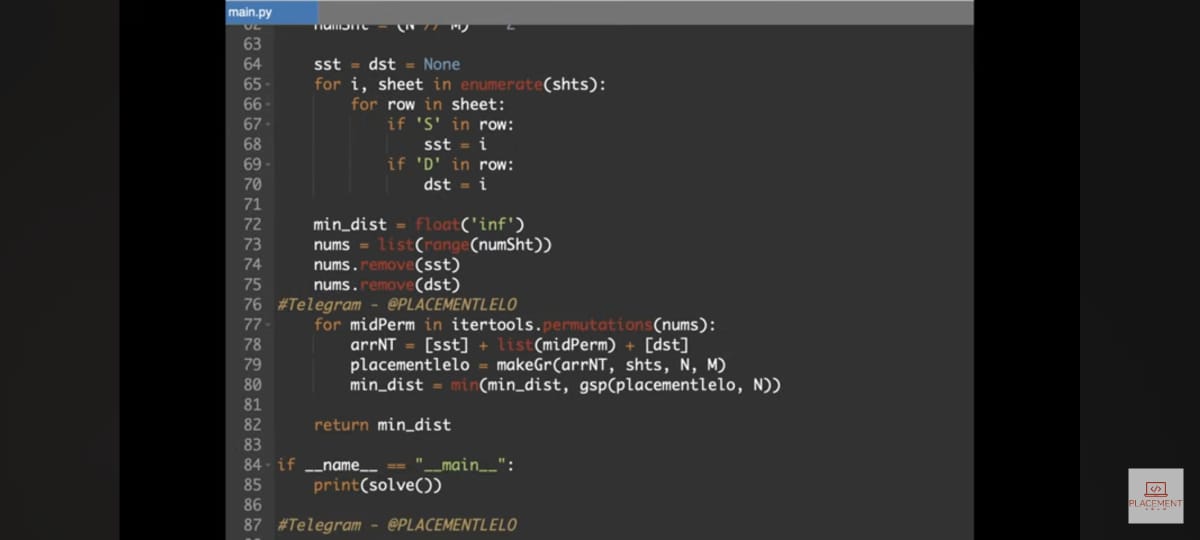 main.py
63
64 sst = dst = None
65 for i, sheet in enumerate(shts):
66 for row in sheet:
67 if 'S' in row:
68 sst = i
69 if 'D' in row:
70 dst = i
71
72 min_dist = float('inf')
73 nums = list(range(numSht))
74 nums.remove(sst)
75 nums.remove(dst)
76 #Telegram - @PLACEMENTLELO
77 for midPerm in itertools.permutations(nums):
78 arrNT = [sst] + list(midPerm) + [dst]
79 placementlelo = makeGr(arrNT, shts, N, M)
80 min_dist = min(min_dist, gsp(placementlelo, N))
81
82 return min_dist
83
84 if __name__ == "__main__":
85 print(solve())
86
87 #Telegram - @PLACEMENTLELO
PLACEMENT